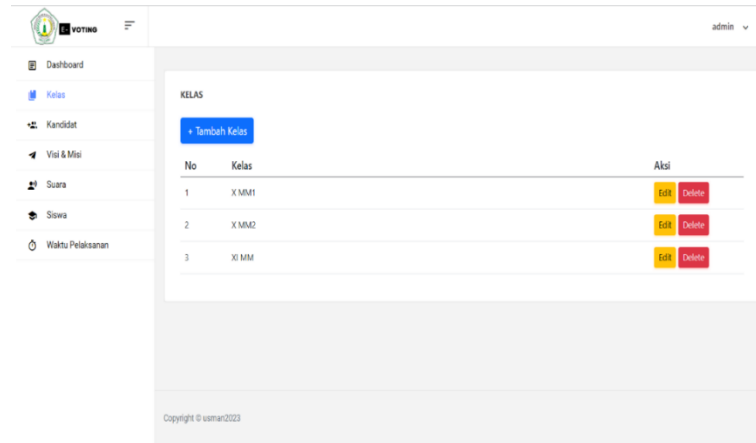 E- VOTING
admin
Dashboard
Kelas
Kandidat
Visi & Misi
Suara
Siswa
Waktu Pelaksanan
KELAS
+ Tambah Kelas
No Kelas Aksi
1 X MM1 Edit Delete
2 X MM2 Edit Delete
3 XI MM Edit Delete
Copyright © usman2023